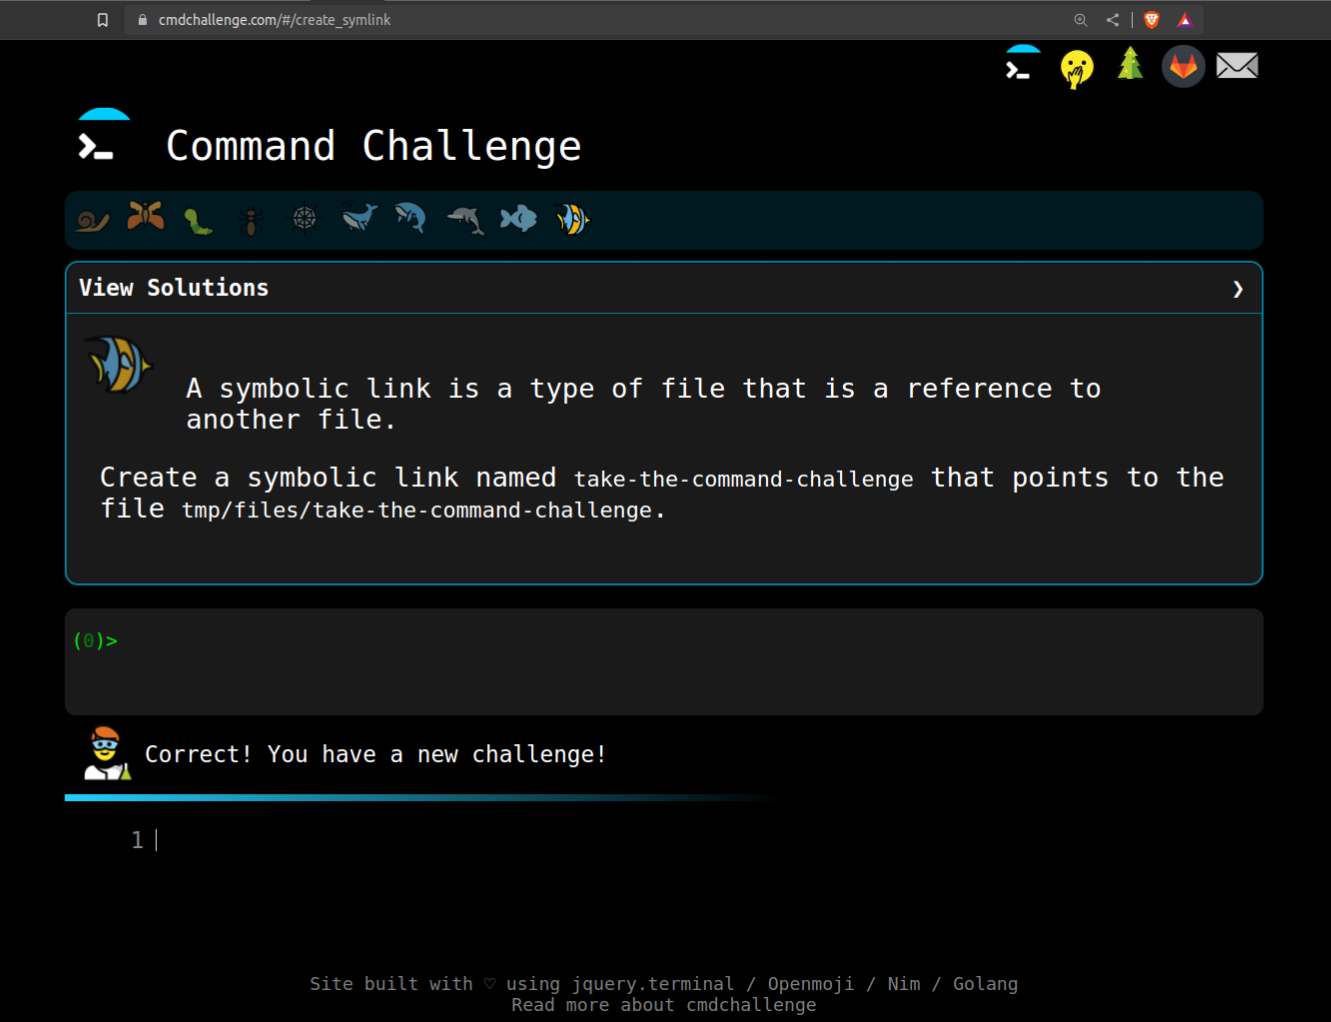 cmdchallenge.com/#/create_symlink
Command Challenge
View Solutions
A symbolic link is a type of file that is a reference to
another file.
Create a symbolic link named take-the-command-challenge that points to the
file tmp/files/take-the-command-challenge.
(0)>
Correct! You have a new challenge!
1
Site built with ♡ using jquery.terminal / Openmoji / Nim / Golang
Read more about cmdchallenge